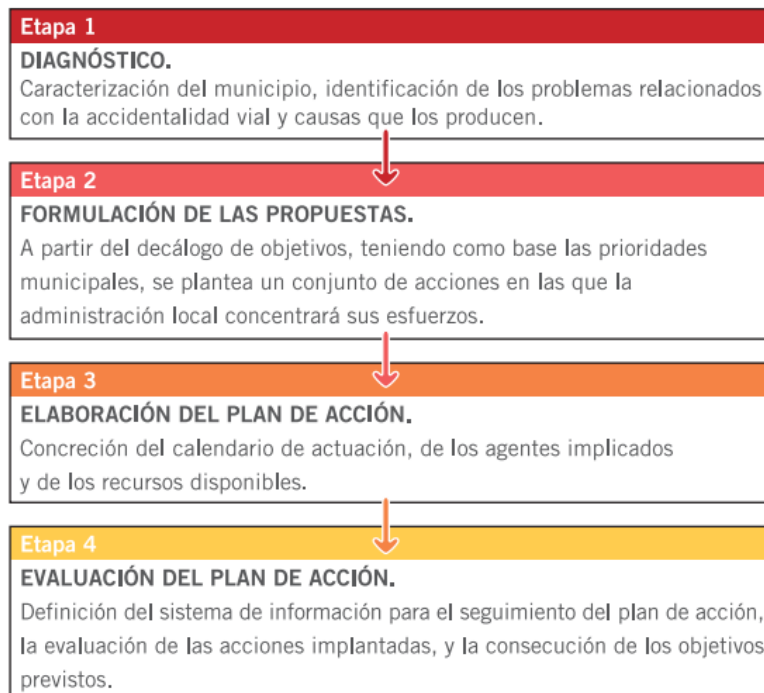 Etapa 1
DIAGNÓSTICO.
Caracterización del municipio, identificación de los problemas relacionados
con la accidentalidad vial y causas que los producen.
Etapa 2
FORMULACIÓN DE LAS PROPUESTAS.
A partir del decálogo de objetivos, teniendo como base las prioridades
municipales, se plantea un conjunto de acciones en las que la
administración local concentrará sus esfuerzos.
Etapa 3
ELABORACIÓN DEL PLAN DE ACCIÓN.
Concreción del calendario de actuación, de los agentes implicados
y de los recursos disponibles.
Etapa 4
EVALUACIÓN DEL PLAN DE ACCIÓN.
Definición del sistema de información para el seguimiento del plan de acción,
la evaluación de las acciones implantadas, y la consecución de los objetivos
previstos.